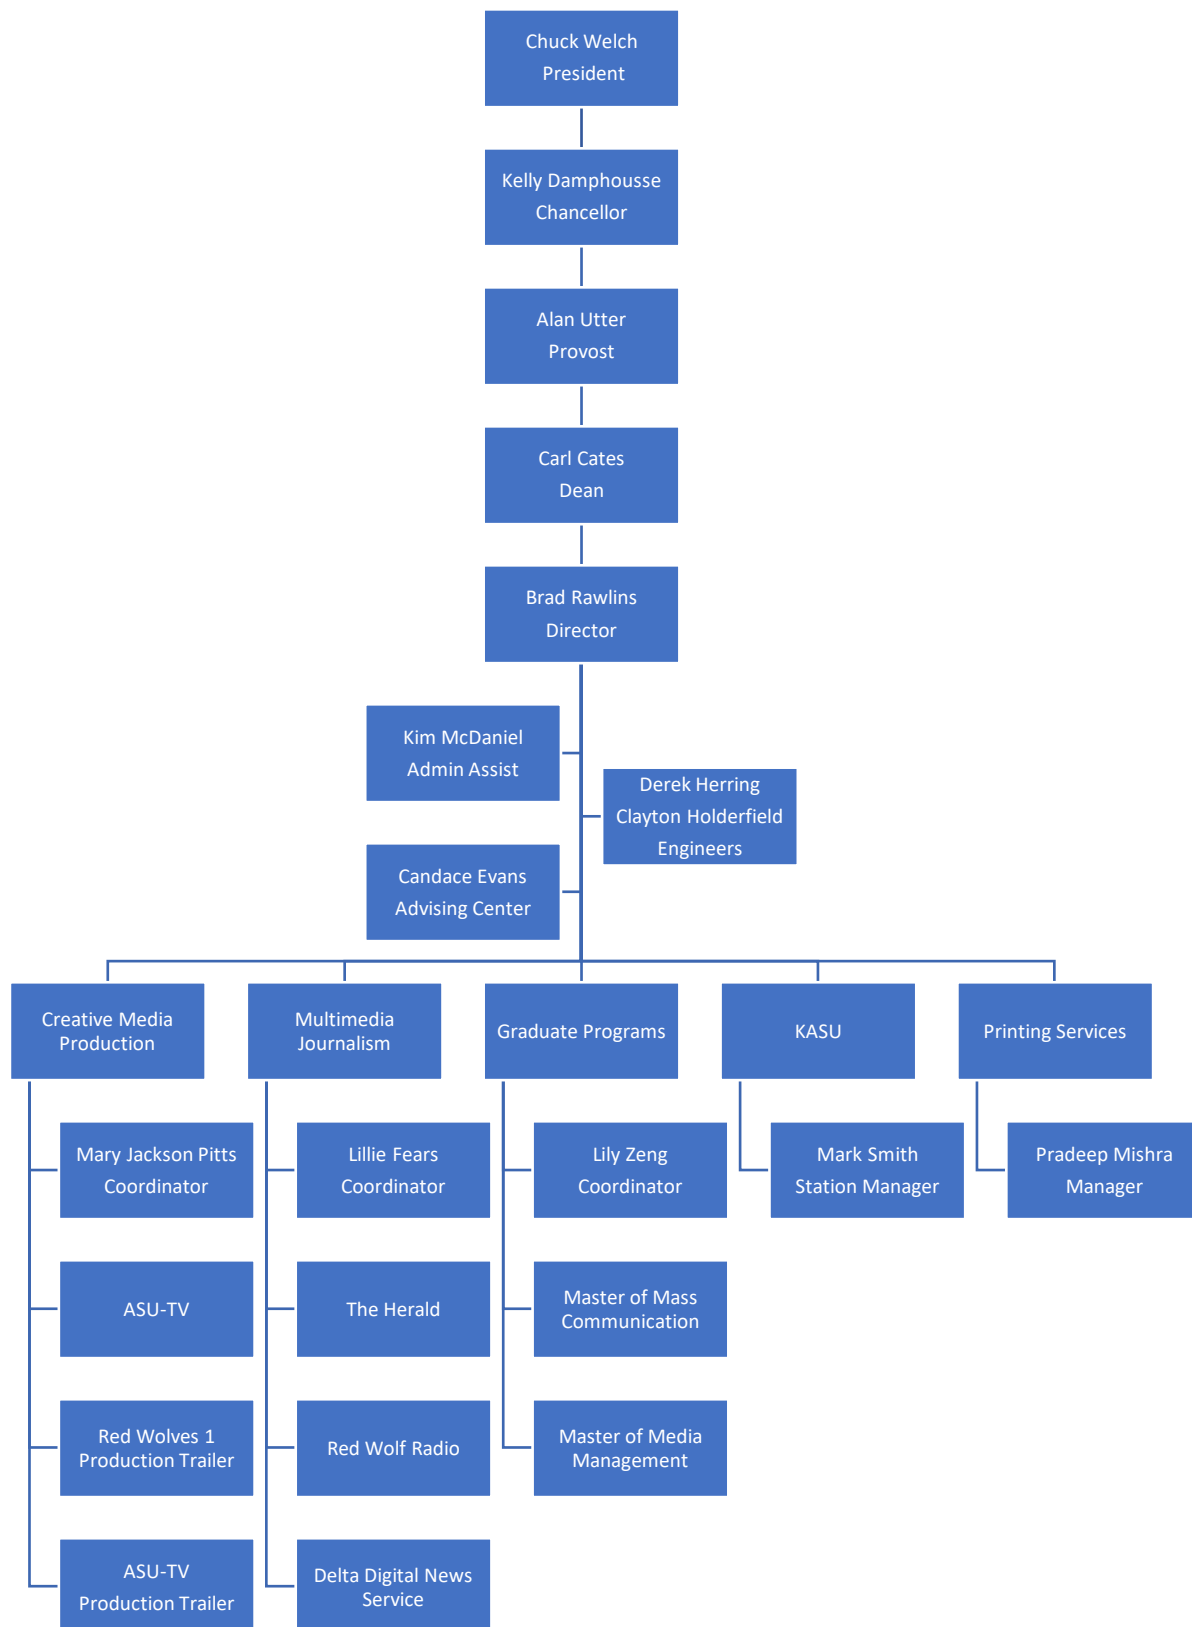 Chuck Welch
President
Kelly Damphousse
Chancellor
Alan Utter
Provost
Carl Cates
Dean
Brad Rawlins
Director
Kim McDaniel
Admin Assist
Derek Herring
Clayton Holderfield
Engineers
Candace Evans
Advising Center
Creative Media
Production
Mary Jackson Pitts
Coordinator
ASU-TV
Red Wolves 1
Production Trailer
ASU-TV
Production Trailer
Multimedia
Journalism
Lillie Fears
Coordinator
The Herald
Red Wolf Radio
Delta Digital News
Service
Graduate Programs
Lily Zeng
Coordinator
Master of Mass
Communication
Master of Media
Management
KASU
Mark Smith
Station Manager
Printing Services
Pradeep Mishra
Manager